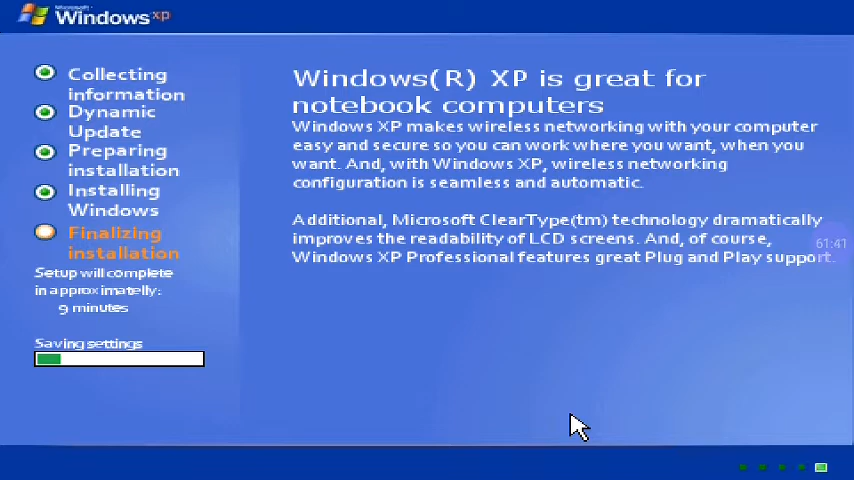 Microsoft
Windows xp
Collecting
information
Dynamic
Update
Preparing
installation
Installing
Windows
Finalizing
installation
Setup will complete
in approximatelly:
9 minutes
Saving settings
Windows(R) XP is great for
notebook computers
Windows XP makes wireless networking with your computer
easy and secure so you can work where you want, when you
want. And, with Windows XP, wireless networking
configuration is seamless and automatic.
Additional, Microsoft ClearType(tm) technology dramatically
improves the readability of LCD screens. And, of course,
Windows XP Professional features great Plug and Play support.
61:41